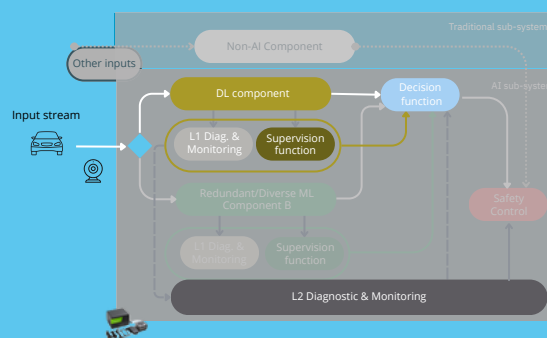 Traditional sub-system
Non-AI Component
Other inputs
AI sub-system
DL component
Decision
function
Input stream
L1 Diag. &
Monitoring
Supervision
function
Redundant/Diverse ML
Component B
Safety
Control
L1 Diag. &
Monitoring
Supervision
function
L2 Diagnostic & Monitoring